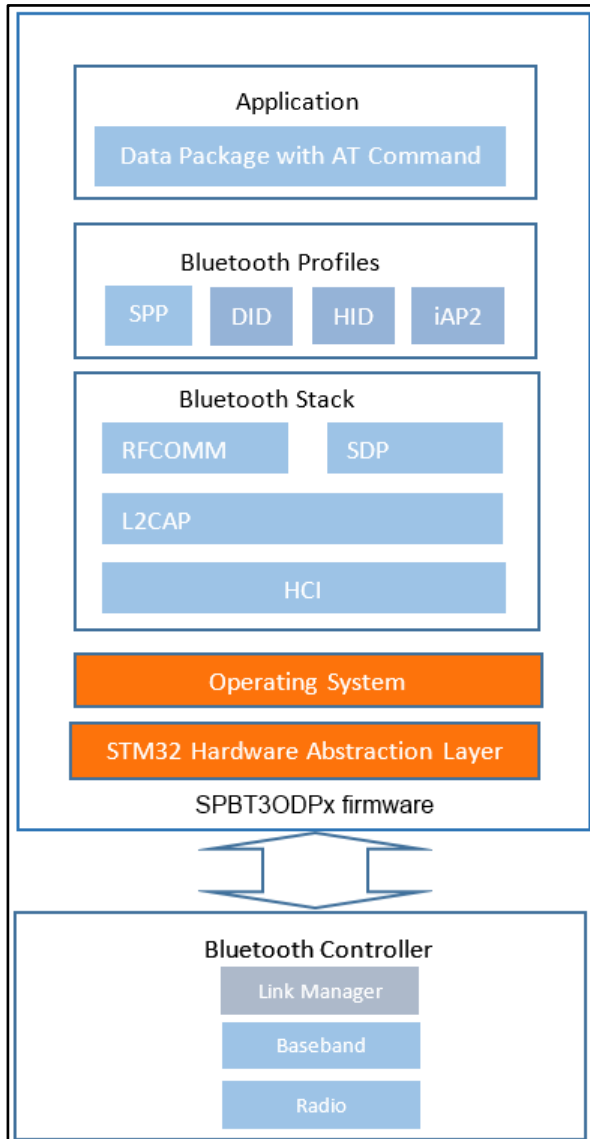 Application
Data Package with AT Command
Bluetooth Profiles
SPP DID HID iAP2
Bluetooth Stack
RFCOMM SDP
L2CAP
HCI
Operating System
STM32 Hardware Abstraction Layer
SPBT3ODPx firmware
Bluetooth Controller
Link Manager
Baseband
Radio